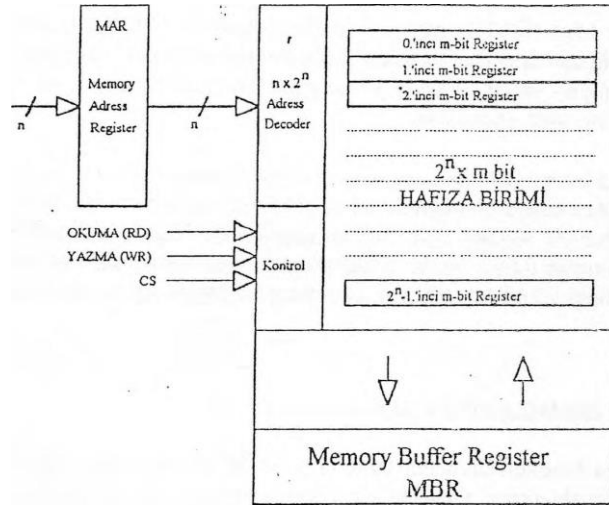 MAR
Memory
Adress
Register
n
n
r
n x 2^n
Adress
Decoder
0.'inci m-bit Register
1.'inci m-bit Register
2.'inci m-bit Register
2^n x m bit
HAFIZA BİRİMİ
OKUMA (RD)
YAZMA (WR)
CS
Kontrol
2^n-1.'inci m-bit Register
Memory Buffer Register
MBR